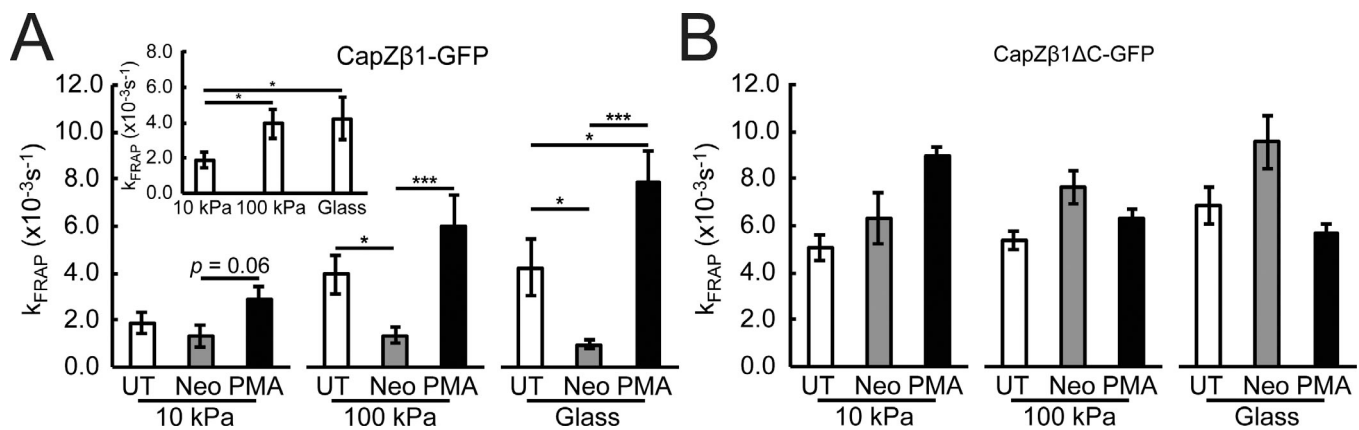 A
CapZβ1-GFP
kFRAP (x10-3s-1)
12.0
10.0
8.0
6.0
4.0
2.0
0.0
kFRAP (x10-3s-1)
8.0
6.0
4.0
2.0
0.0
*
*
10 kPa 100 kPa Glass
p = 0.06
*
***
*
*
***
UT Neo PMA UT Neo PMA UT Neo PMA
10 kPa 100 kPa Glass
B
CapZβ1ΔC-GFP
kFRAP (x10-3s-1)
12.0
10.0
8.0
6.0
4.0
2.0
0.0
UT Neo PMA UT Neo PMA UT Neo PMA
10 kPa 100 kPa Glass